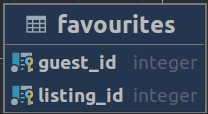 favourites
guest_id integer
listing_id integer